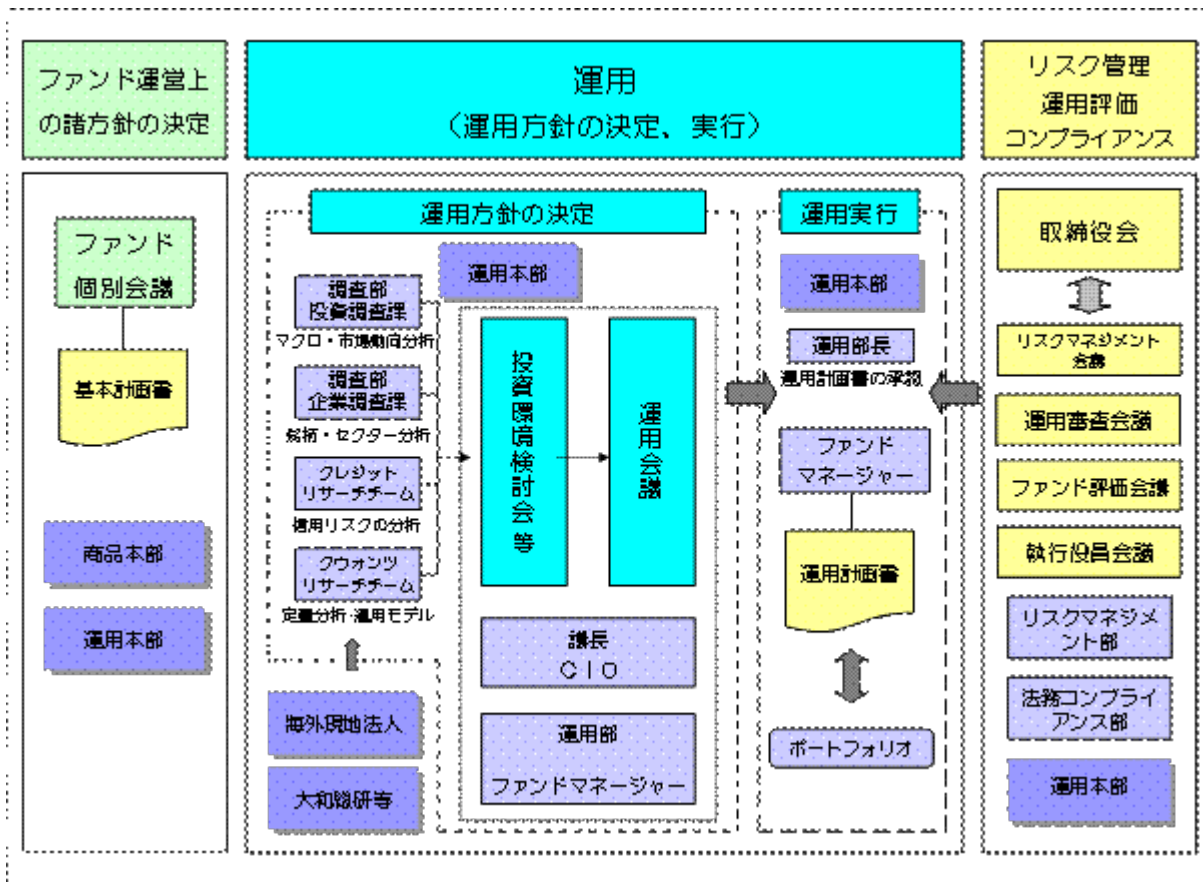 ファンド運営上
の諸方針の決定
運用
(運用方針の決定、実行)
リスク管理
運用評価
コンプライアンス
ファンド
個別会議
基本計画書
商品本部
運用本部
運用方針の決定
運用本部
調査部
投資調査課
マクロ・市場動向分析
調査部
企業調査課
銘柄・セクター分析
クレジット
リサーチチーム
信用リスクの分析
クウォンツ
リサーチチーム
定量分析・運用モデル
海外現地法人
大和総研等
投資環境検討会等
運用会議
議長
CIO
運用部
ファンドマネージャー
運用実行
運用本部
運用部長
運用計画書の承認
ファンド
マネージャー
運用計画書
ポートフォリオ
取締役会
リスクマネジメント
会議
運用審査会議
ファンド評価会議
執行役員会議
リスクマネジメ
ント部
法務コンプライ
アンス部
運用本部